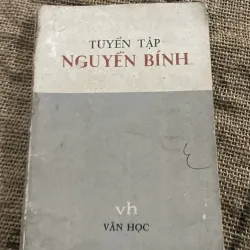 TUYỂN TẬP
NGUYỄN BÍNH
vh
VĂN HỌC